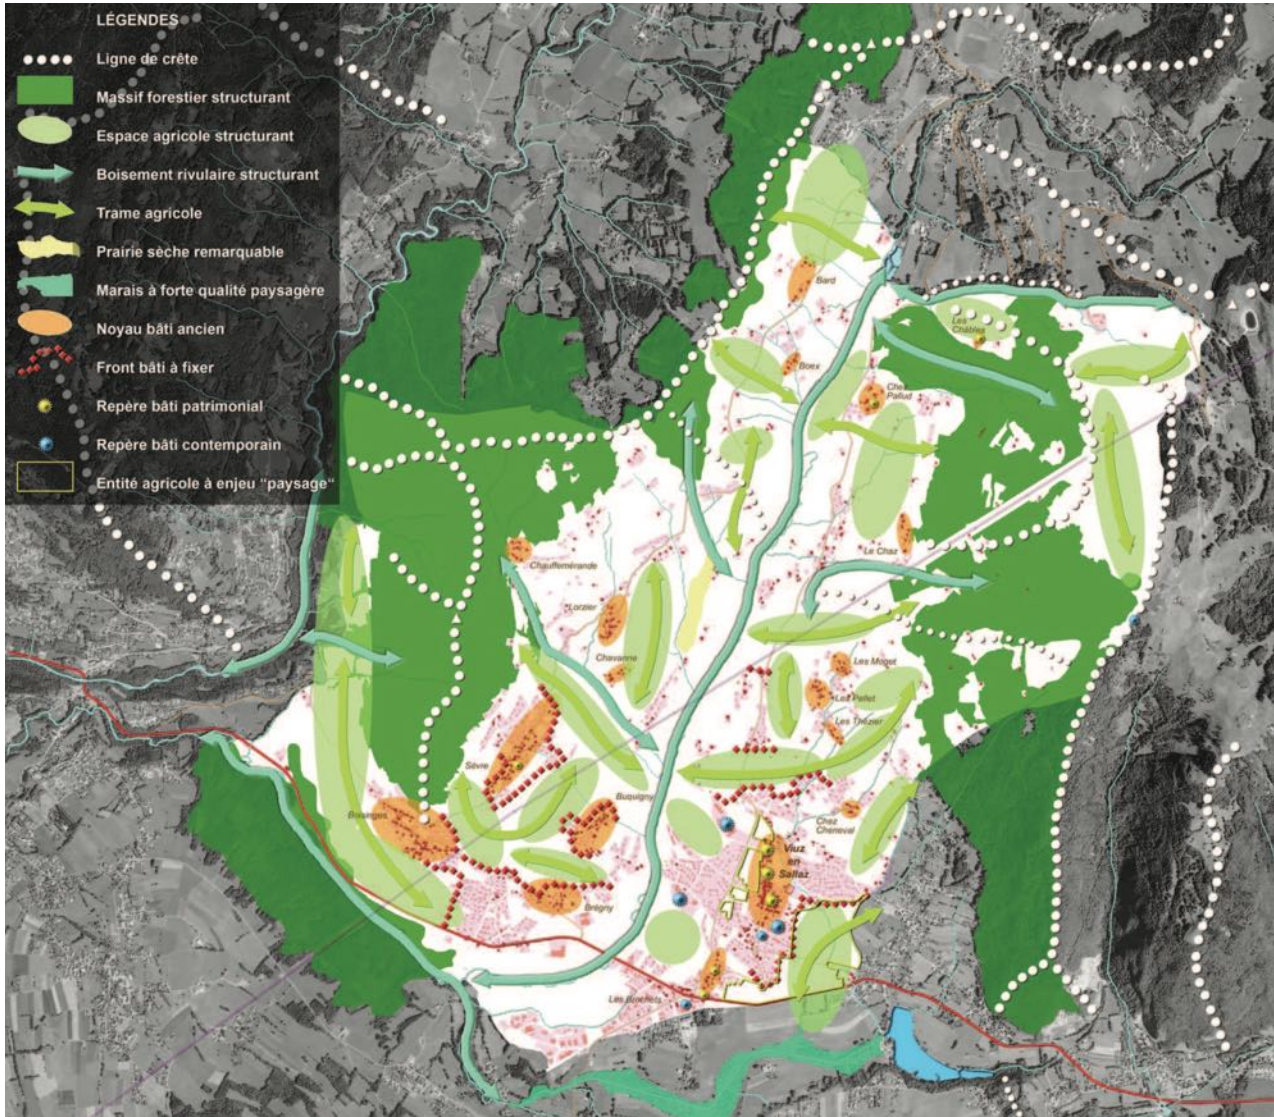 LÉGENDES
Ligne de crête
Massif forestier structurant
Espace agricole structurant
Boisement rivulaire structurant
Trame agricole
Prairie sèche remarquable
Marais à forte qualité paysagère
Noyau bâti ancien
Front bâti à fixer
Repère bâti patrimonial
Repère bâti contemporain
Entité agricole à enjeu "paysage"
Bard
Les Châbles
Boex
Chez Pallud
Le Chaz
Chauffemérande
Lorzier
Chavanne
Les Moget
Les Pellet
Les Thézier
Sèvre
Buquigny
Boisinges
Chez Cheneval
Viuz
en
Sallaz
Brégny